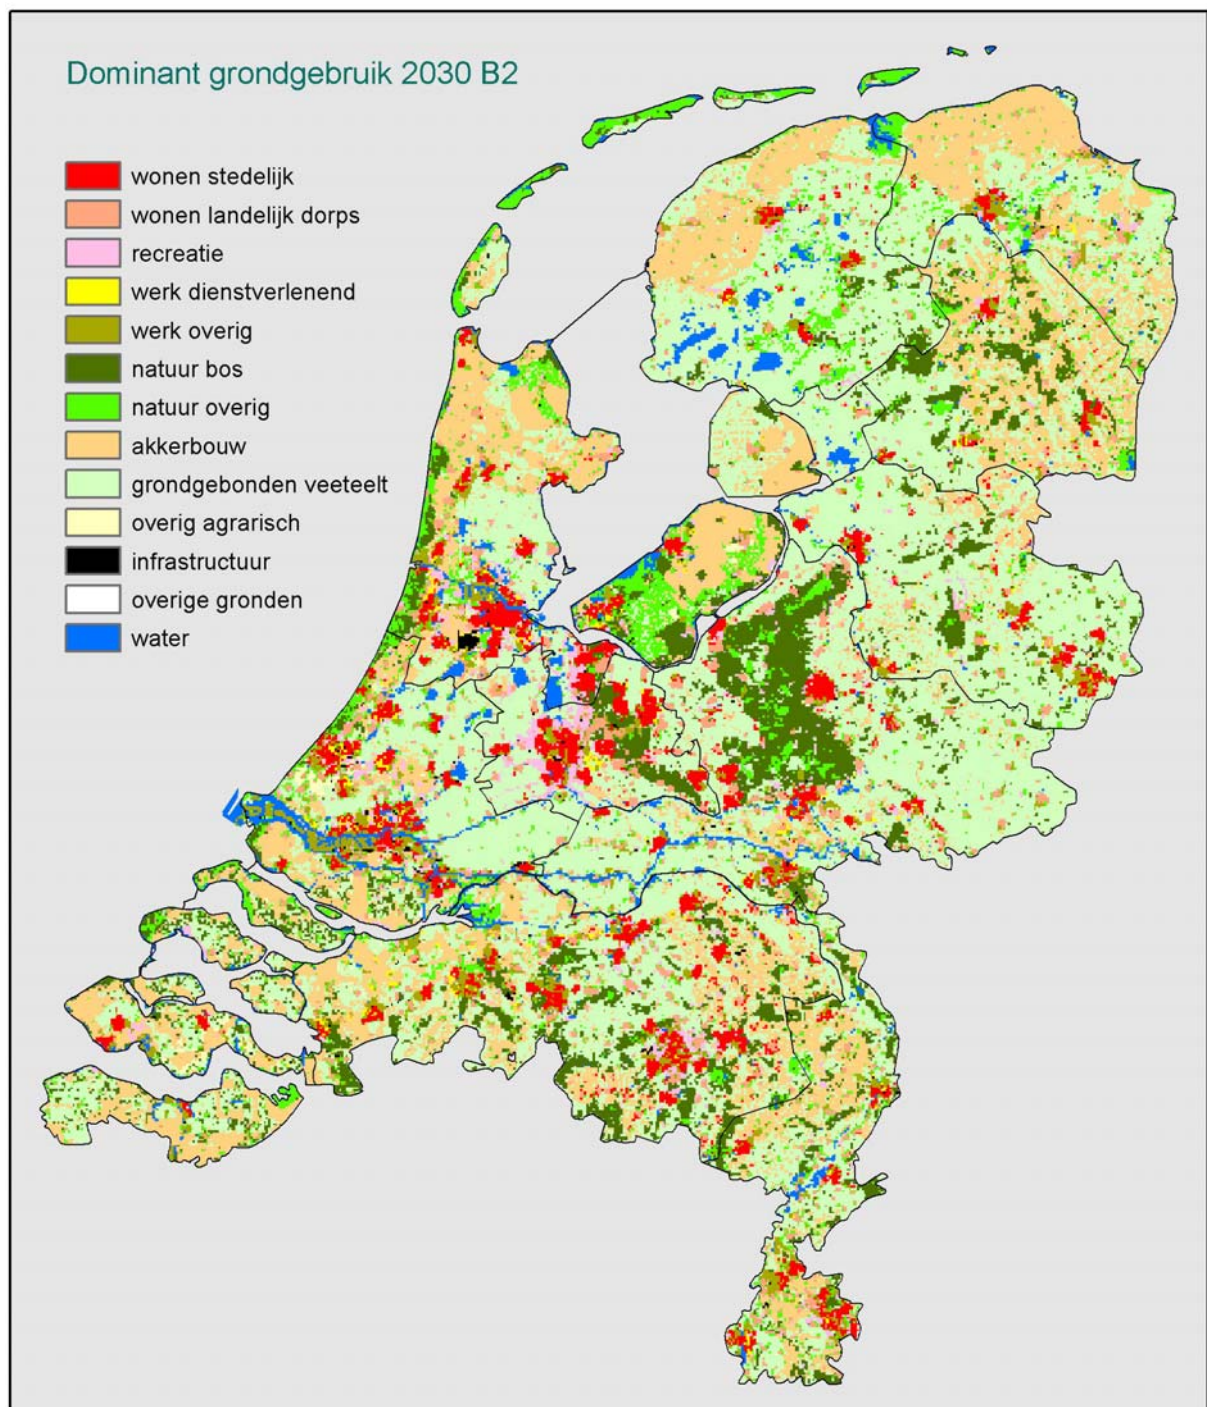 Dominant grondgebruik 2030 B2
wonen stedelijk
wonen landelijk dorps
recreatie
werk dienstverlenend
werk overig
natuur bos
natuur overig
akkerbouw
grondgebonden veeteelt
overig agrarisch
infrastructuur
overige gronden
water